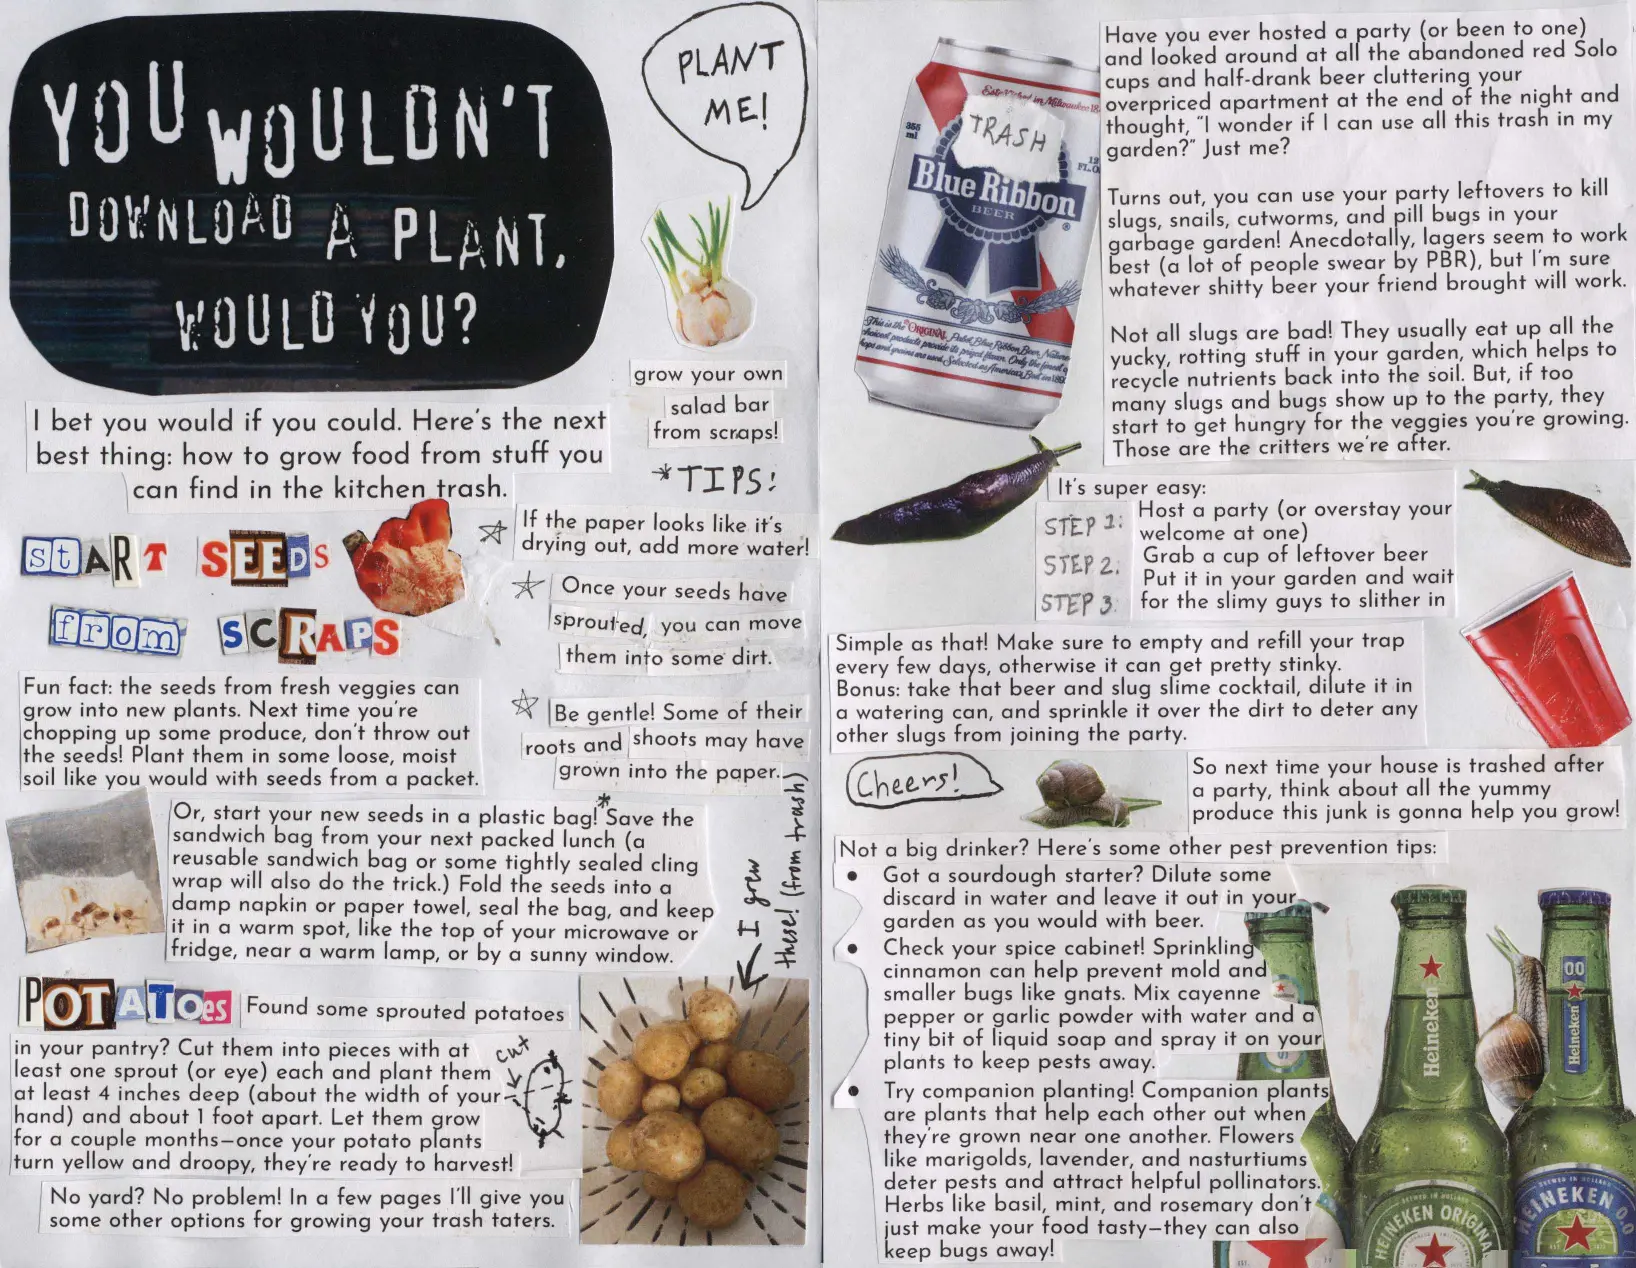 YOU WOULDN'T
DOWNLOAD A PLANT,
WOULD YOU?
PLANT
ME!
grow your own
salad bar
from scraps!
I bet you would if you could. Here's the next
best thing: how to grow food from stuff you
can find in the kitchen trash.
*TIPS!
If the paper looks like it's
drying out, add more water!
Once your seeds have
sprouted, you can move
them into some dirt.
Be gentle! Some of their
roots and shoots may have
grown into the paper.
START SEEDS
from SCRAPS
Fun fact: the seeds from fresh veggies can
grow into new plants. Next time you're
chopping up some produce, don't throw out
the seeds! Plant them in some loose, moist
soil like you would with seeds from a packet.
Or, start your new seeds in a plastic bag!* Save the
sandwich bag from your next packed lunch (a
reusable sandwich bag or some tightly sealed cling
wrap will also do the trick.) Fold the seeds into a
damp napkin or paper towel, seal the bag, and keep
it in a warm spot, like the top of your microwave or
fridge, near a warm lamp, or by a sunny window.
I grew
these! (from trash)
POTATOes
Found some sprouted potatoes
in your pantry? Cut them into pieces with at
least one sprout (or eye) each and plant them
at least 4 inches deep (about the width of your
hand) and about 1 foot apart. Let them grow
for a couple months—once your potato plants
turn yellow and droopy, they're ready to harvest!
cut
No yard? No problem! In a few pages I'll give you
some other options for growing your trash taters.
TRASH
355
ml
Blue Ribbon
BEER
This is the ORIGINAL Pabst Blue Ribbon Beer.
Have you ever hosted a party (or been to one)
and looked around at all the abandoned red Solo
cups and half-drank beer cluttering your
overpriced apartment at the end of the night and
thought, "I wonder if I can use all this trash in my
garden?" Just me?
Turns out, you can use your party leftovers to kill
slugs, snails, cutworms, and pill bugs in your
garbage garden! Anecdotally, lagers seem to work
best (a lot of people swear by PBR), but I'm sure
whatever shitty beer your friend brought will work.
Not all slugs are bad! They usually eat up all the
yucky, rotting stuff in your garden, which helps to
recycle nutrients back into the soil. But, if too
many slugs and bugs show up to the party, they
start to get hungry for the veggies you're growing.
Those are the critters we're after.
It's super easy:
STEP 1: Host a party (or overstay your
welcome at one)
STEP 2: Grab a cup of leftover beer
STEP 3: Put it in your garden and wait
for the slimy guys to slither in
Simple as that! Make sure to empty and refill your trap
every few days, otherwise it can get pretty stinky.
Bonus: take that beer and slug slime cocktail, dilute it in
a watering can, and sprinkle it over the dirt to deter any
other slugs from joining the party.
Cheers!
So next time your house is trashed after
a party, think about all the yummy
produce this junk is gonna help you grow!
Not a big drinker? Here's some other pest prevention tips:
• Got a sourdough starter? Dilute some
discard in water and leave it out in your
garden as you would with beer.
• Check your spice cabinet! Sprinkling
cinnamon can help prevent mold and
smaller bugs like gnats. Mix cayenne
pepper or garlic powder with water and a
tiny bit of liquid soap and spray it on your
plants to keep pests away.
• Try companion planting! Companion plants
are plants that help each other out when
they're grown near one another. Flowers
like marigolds, lavender, and nasturtiums
deter pests and attract helpful pollinators.
Herbs like basil, mint, and rosemary don't
just make your food tasty—they can also
keep bugs away!
Heineken
0.0
Heineken
HEINEKEN ORIGINAL
HEINEKEN 0.0